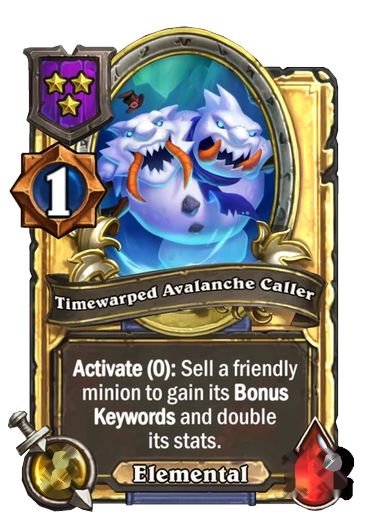 1
Timewarped Avalanche Caller
Activate (0): Sell a friendly
minion to gain its Bonus
Keywords and double
its stats.
Elemental